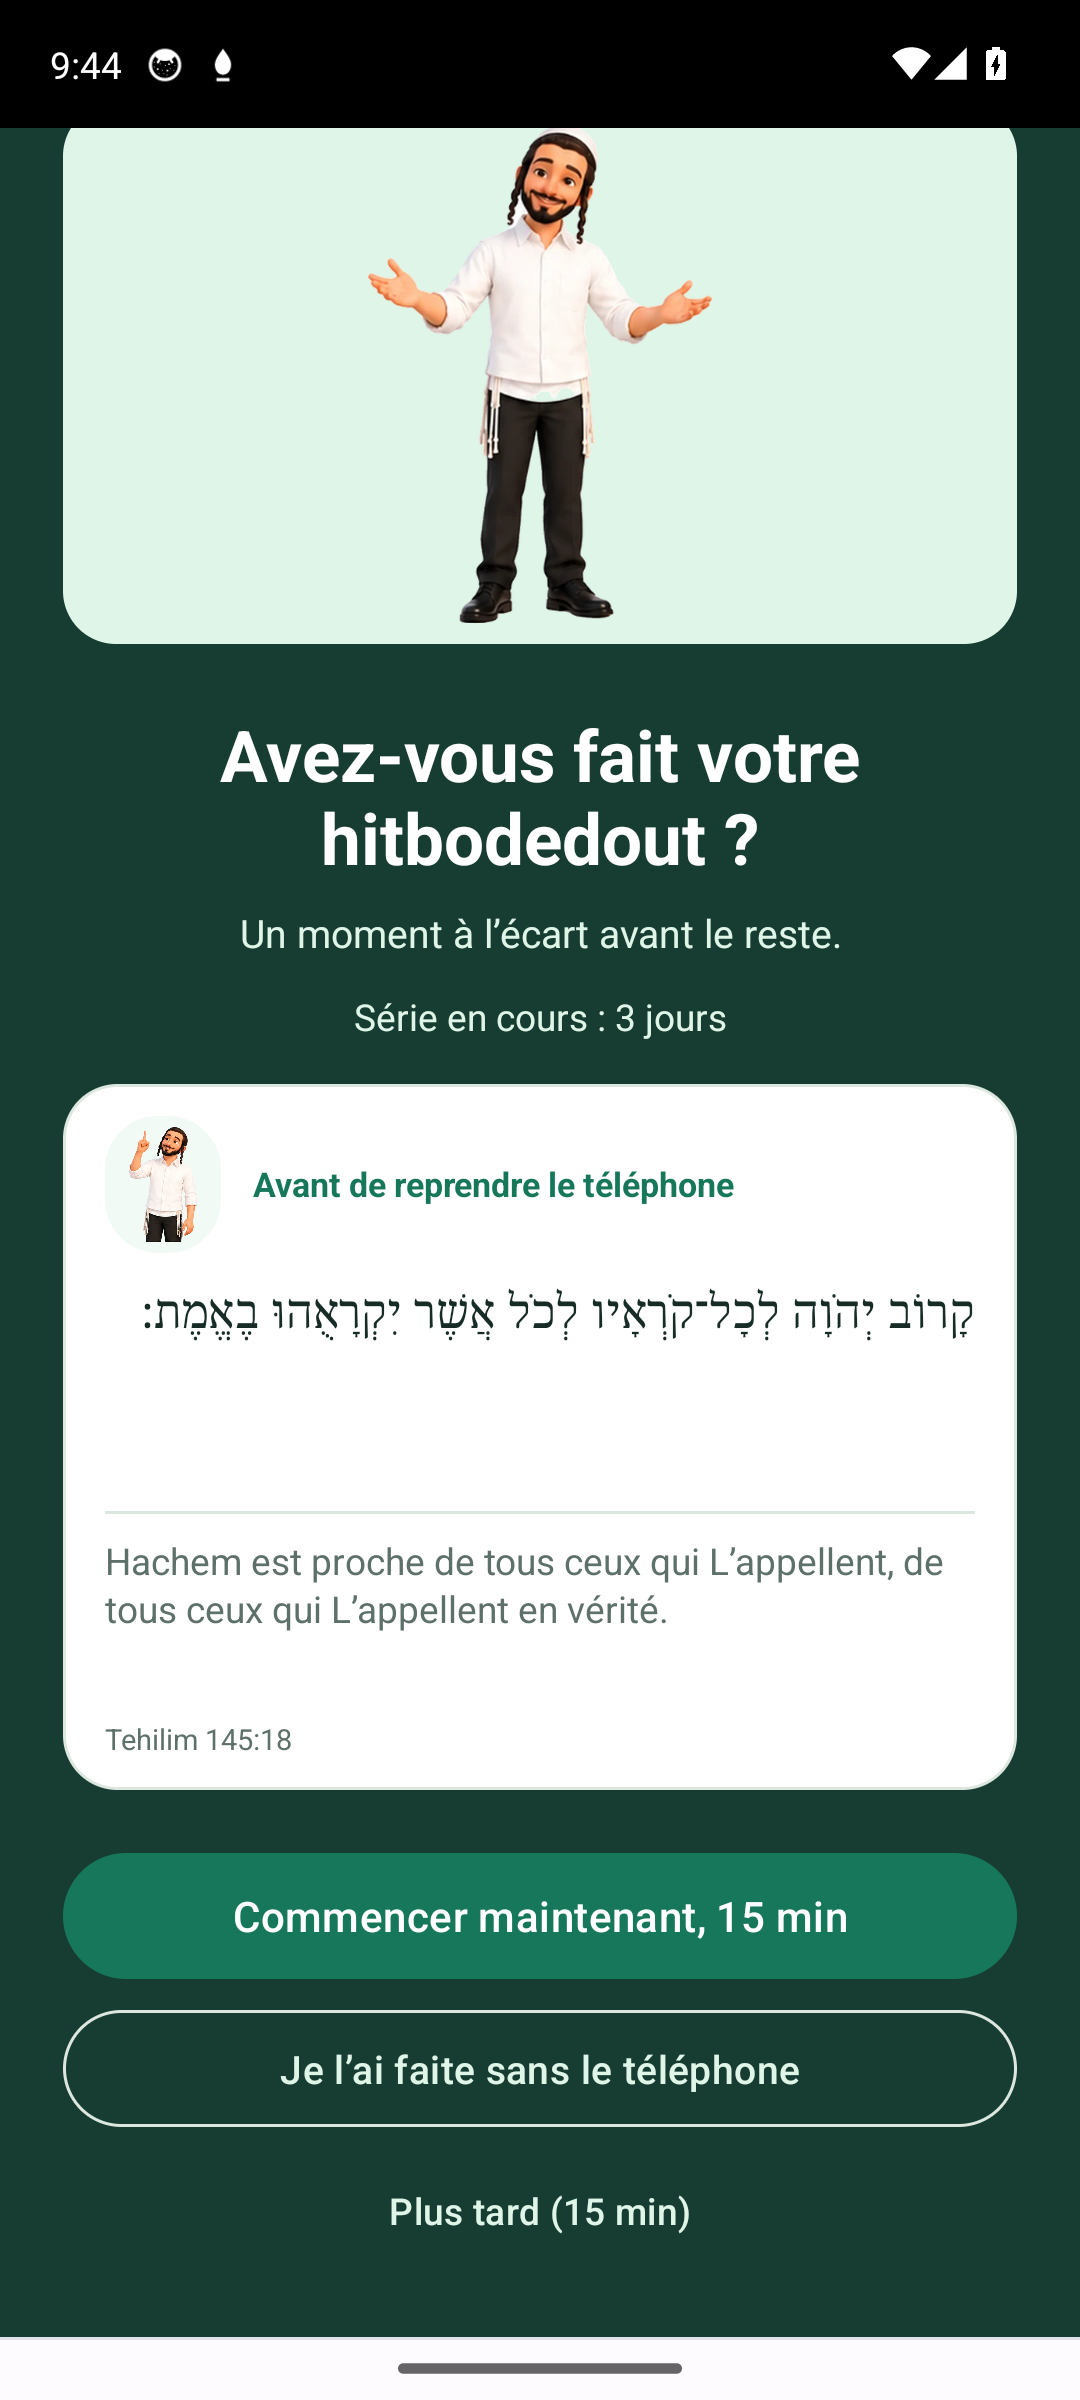 9:44
Avez-vous fait votre
hitbodedout ?
Un moment à l’écart avant le reste.
Série en cours : 3 jours
Avant de reprendre le téléphone
קָרוֹב יְהֹוָה לְכׇל־קֹרְאָיו לְכֹל אֲשֶׁר יִקְרָאֻהוּ בֶאֱמֶת׃
Hachem est proche de tous ceux qui L’appellent, de
tous ceux qui L’appellent en vérité.
Tehilim 145:18
Commencer maintenant, 15 min
Je l’ai faite sans le téléphone
Plus tard (15 min)